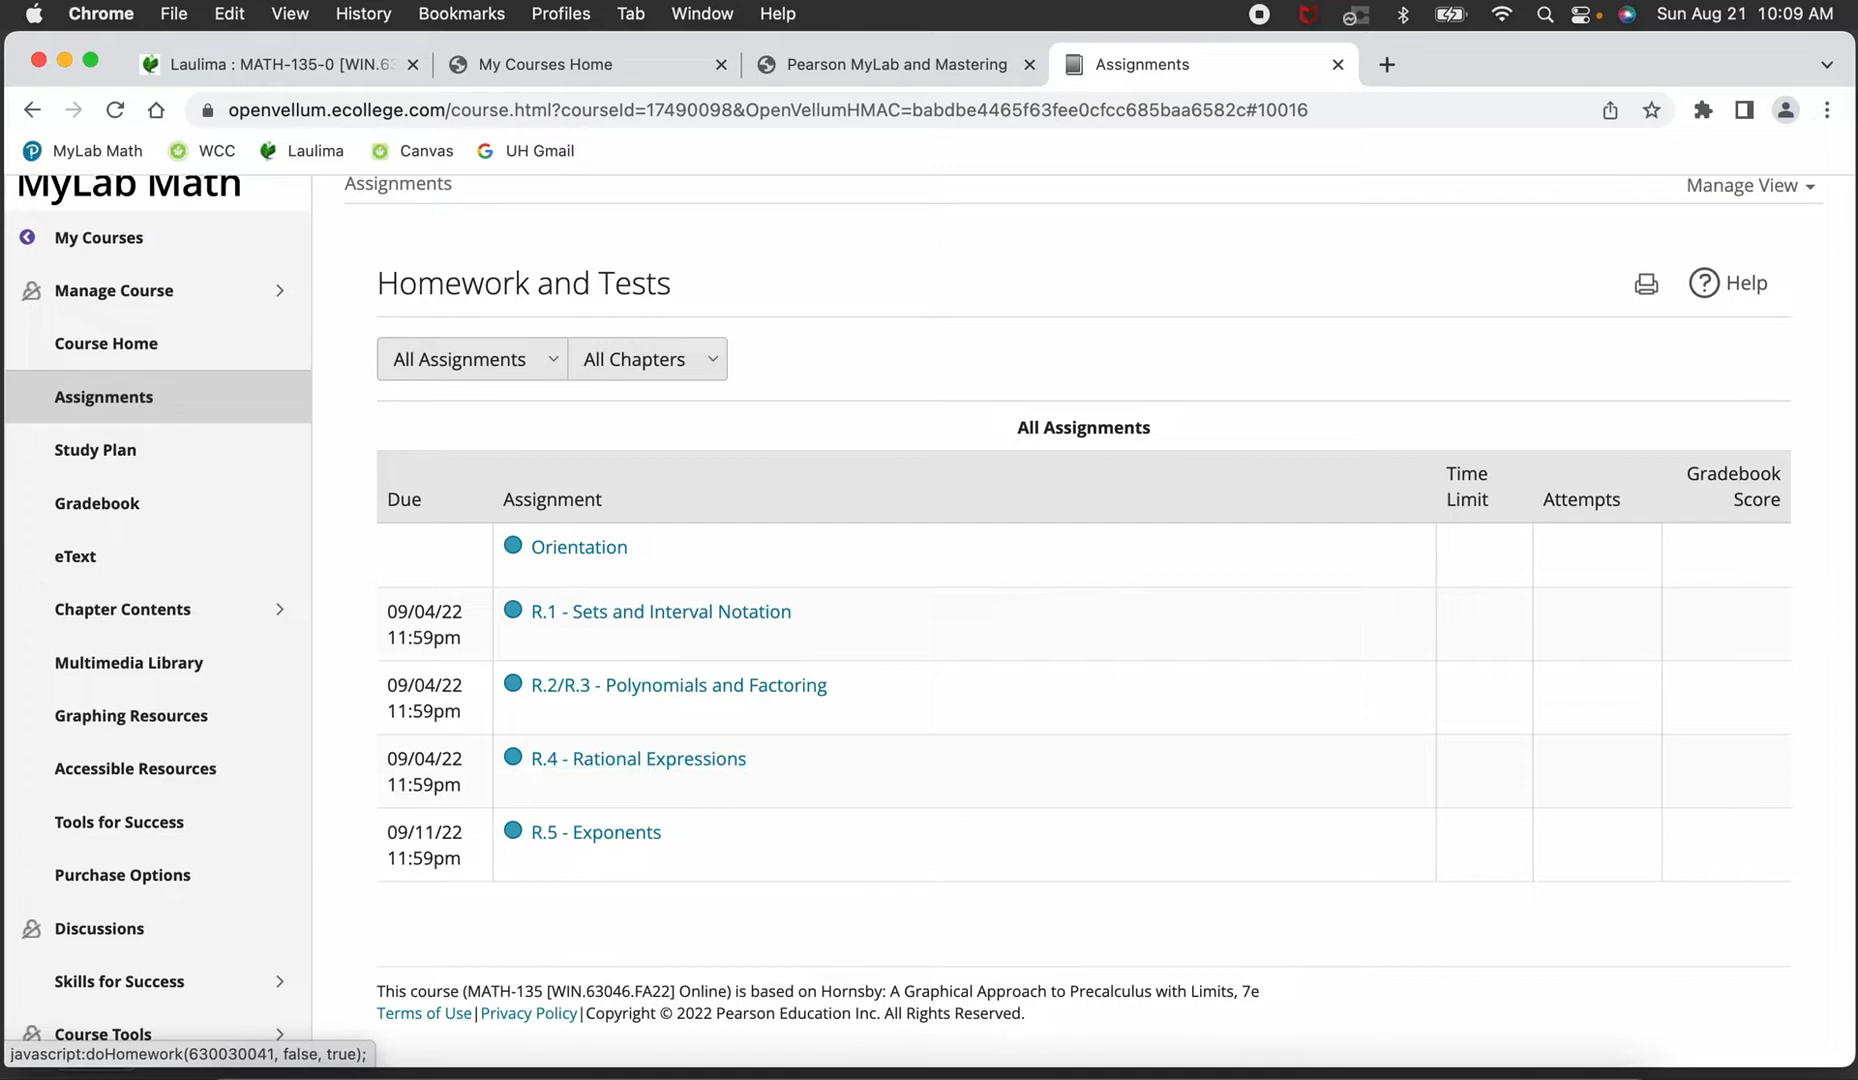 Chrome File Edit View History Bookmarks Profiles Tab Window Help Sun Aug 21 10:09 AM
Laulima : MATH-135-0 [WIN.63 My Courses Home Pearson MyLab and Mastering Assignments
openvellum.ecollege.com/course.html?courseId=17490098&OpenVellumHMAC=babdbe4465f63fee0cfcc685baa6582c#10016
MyLab Math WCC Laulima Canvas UH Gmail
MyLab Math
My Courses
Manage Course
Course Home
Assignments
Study Plan
Gradebook
eText
Chapter Contents
Multimedia Library
Graphing Resources
Accessible Resources
Tools for Success
Purchase Options
Discussions
Skills for Success
Course Tools
javascript:doHomework(630030041, false, true);
Assignments Manage View
Homework and Tests Help
All Assignments All Chapters
All Assignments
Due Assignment Time Limit Attempts Gradebook Score
Orientation
09/04/22 11:59pm R.1 - Sets and Interval Notation
09/04/22 11:59pm R.2/R.3 - Polynomials and Factoring
09/04/22 11:59pm R.4 - Rational Expressions
09/11/22 11:59pm R.5 - Exponents
This course (MATH-135 [WIN.63046.FA22] Online) is based on Hornsby: A Graphical Approach to Precalculus with Limits, 7e
Terms of Use|Privacy Policy|Copyright © 2022 Pearson Education Inc. All Rights Reserved.